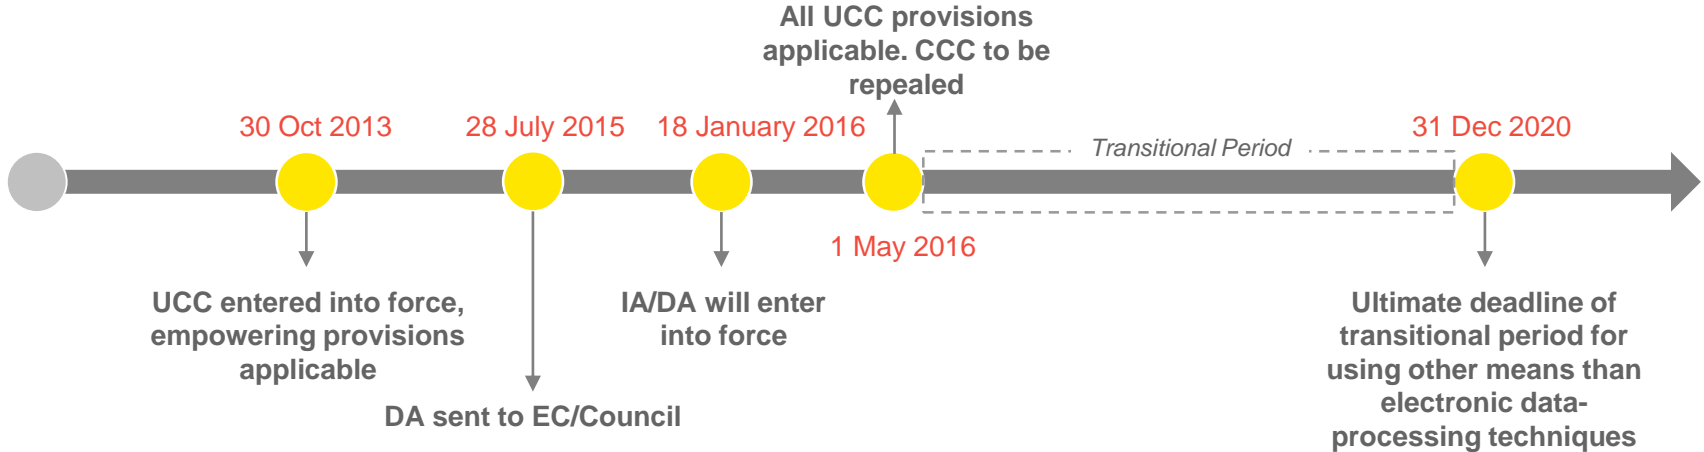 All UCC provisions
applicable. CCC to be
repealed
30 Oct 2013
28 July 2015
18 January 2016
31 Dec 2020
Transitional Period
1 May 2016
UCC entered into force,
empowering provisions
applicable
DA sent to EC/Council
IA/DA will enter
into force
Ultimate deadline of
transitional period for
using other means than
electronic data-
processing techniques